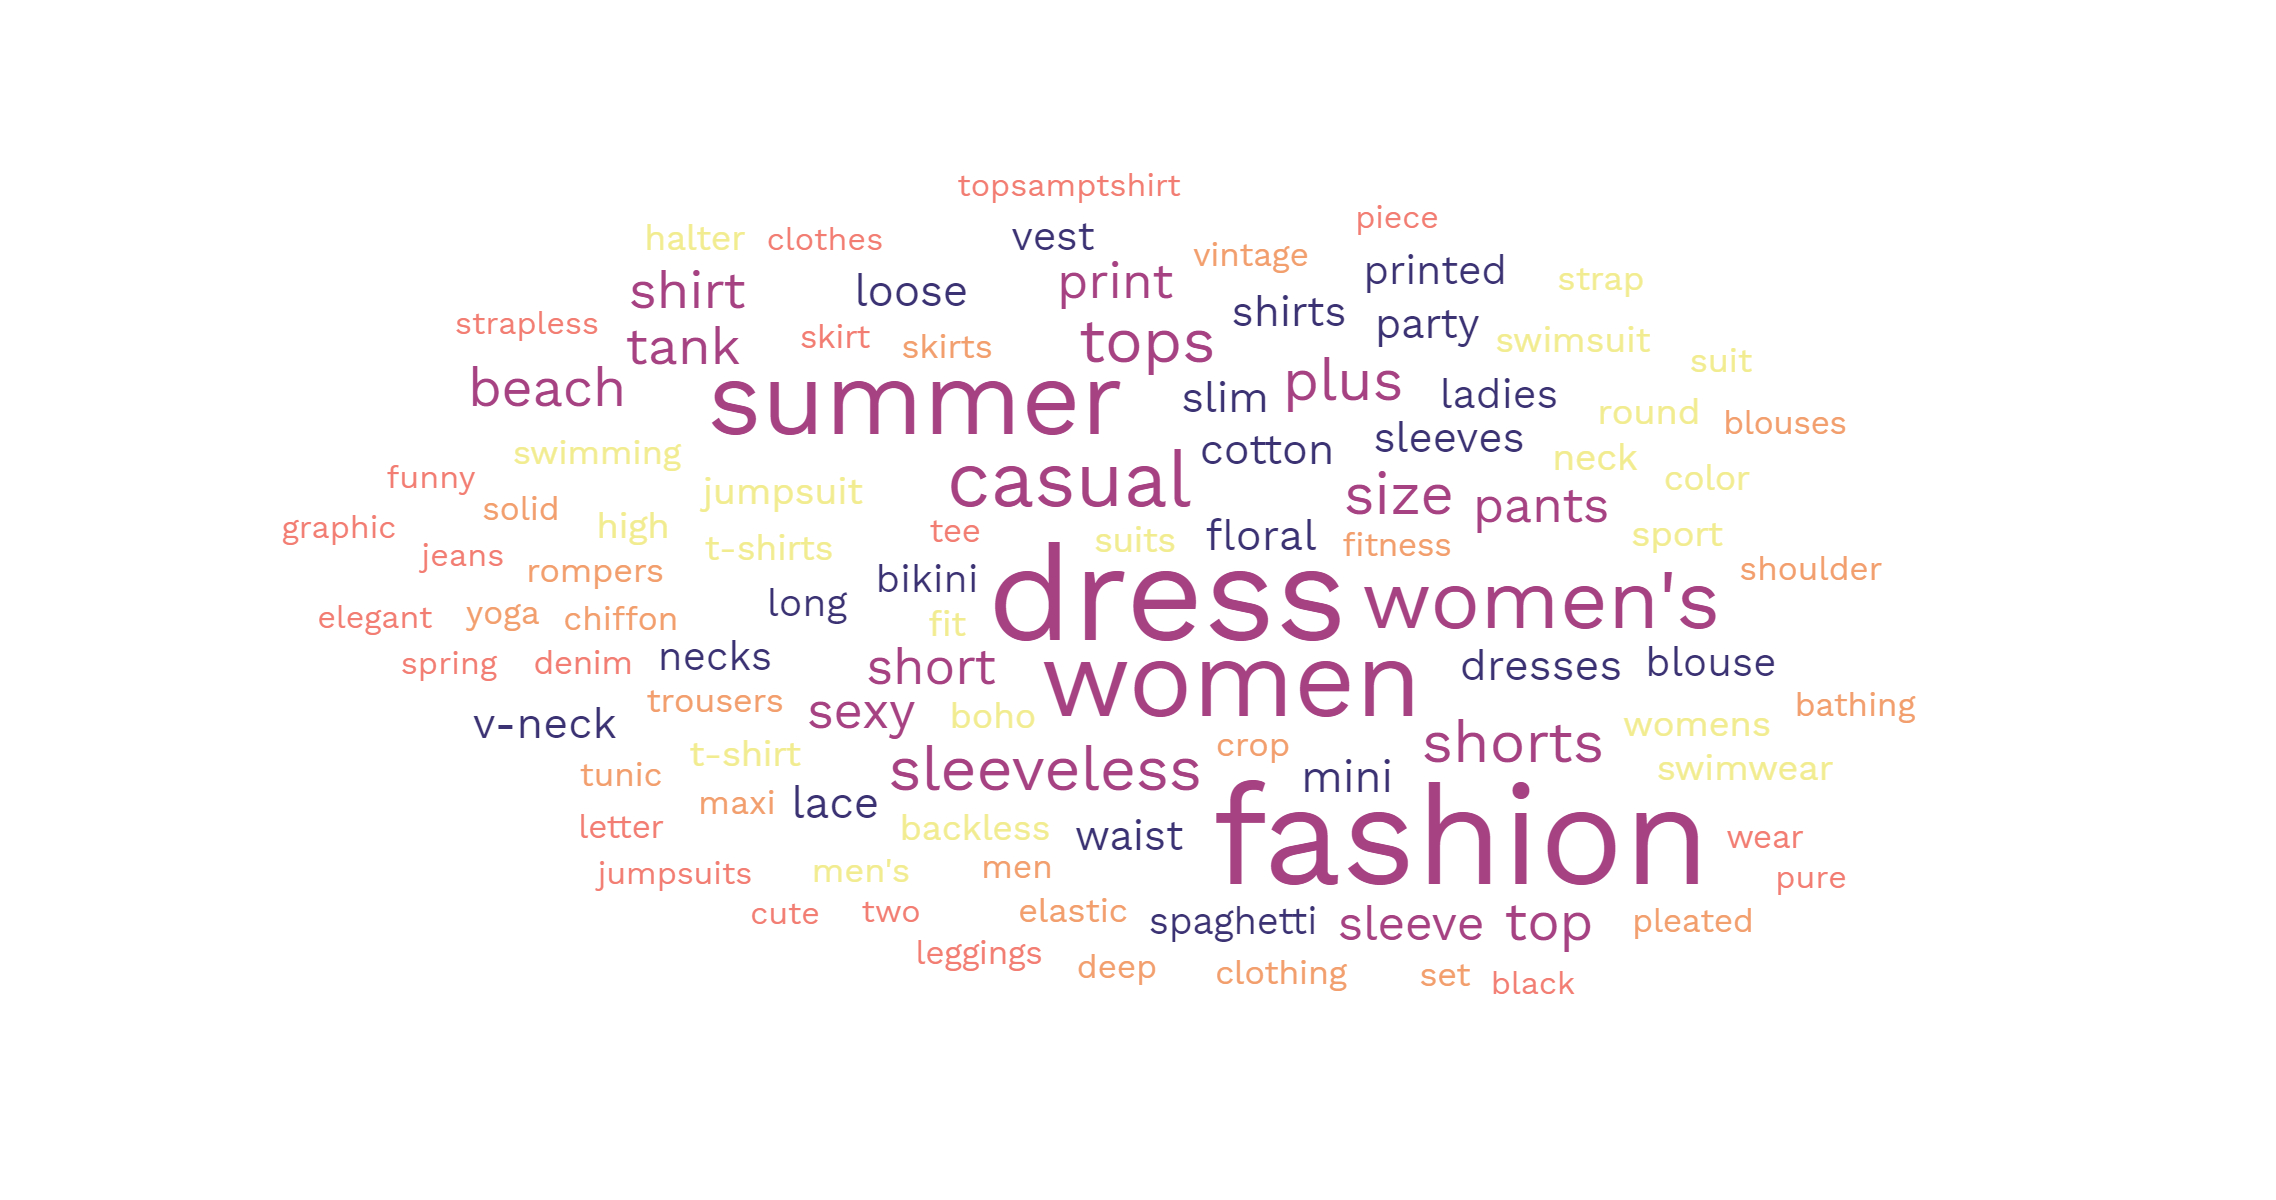 topsamptshirt
piece
halter
clothes
vest
vintage
printed
strap
shirt
loose
print
shirts
party
strapless
tank
skirt
skirts
tops
swimsuit
suit
beach
summer
slim
plus
ladies
round
blouses
swimming
casual
cotton
sleeves
neck
color
funny
solid
jumpsuit
size
pants
graphic
high
t-shirts
tee
suits
floral
fitness
sport
jeans
rompers
bikini
dress
women's
shoulder
elegant
yoga
chiffon
long
fit
spring
denim
necks
short
women
dresses
blouse
v-neck
trousers
sexy
boho
womens
bathing
tunic
t-shirt
sleeveless
crop
mini
shorts
swimwear
letter
maxi
lace
backless
waist
fashion
wear
jumpsuits
men's
men
pure
cute
two
elastic
spaghetti
sleeve
top
pleated
leggings
deep
clothing
set
black